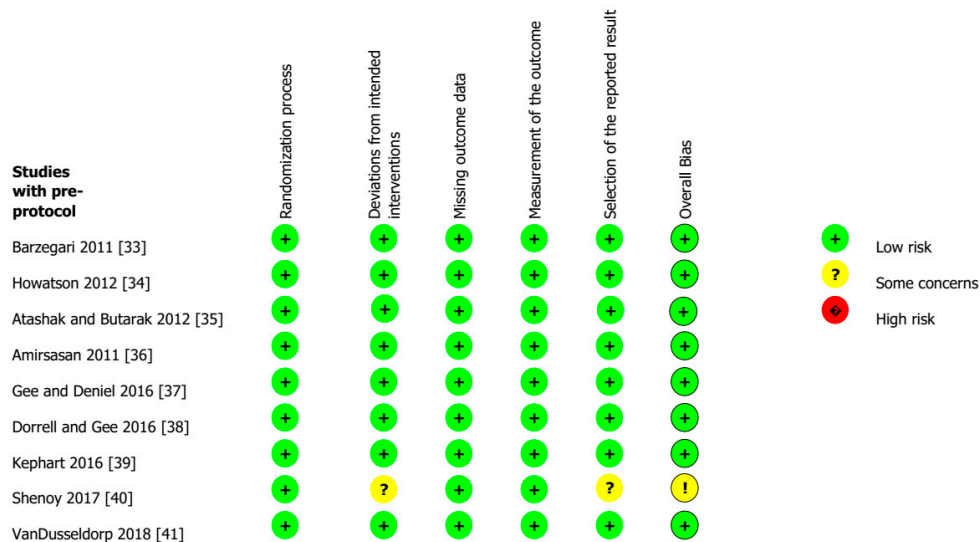 Randomization process
Deviations from intended
interventions
Missing outcome data
Measurement of the outcome
Selection of the reported result
Overall Bias
Studies
with pre-
protocol
Barzegari 2011 [33] + + + + + +
Howatson 2012 [34] + + + + + +
Atashak and Butarak 2012 [35] + + + + + +
Amirsasan 2011 [36] + + + + + +
Gee and Deniel 2016 [37] + + + + + +
Dorrell and Gee 2016 [38] + + + + + +
Kephart 2016 [39] + + + + + +
Shenoy 2017 [40] + ? + + ? !
VanDusseldorp 2018 [41] + + + + + +
+ Low risk
? Some concerns
� High risk